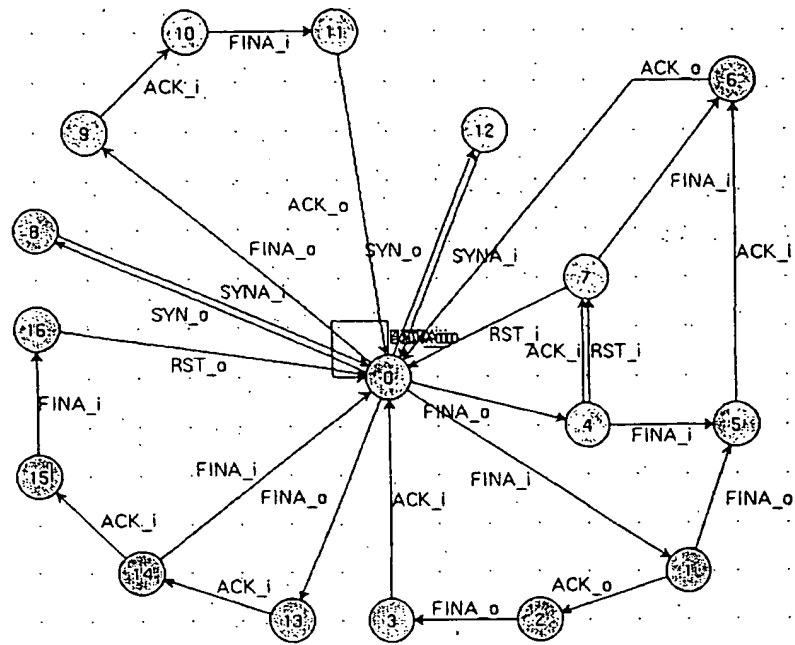 10
FINA_i
11
ACK_i
9
12
6
ACK_o
FINA_i
ACK_o
FINA_o
SYN_o
SYNA_i
ACK_i
8
SYNA_i
SYN_o
7
16
RST_i
RST_o
0
ACK_i
RST_i
FINA_o
4
FINA_i
5
FINA_i
FINA_i
FINA_o
ACK_i
FINA_i
FINA_o
15
ACK_i
14
ACK_i
13
3
FINA_o
2
ACK_o
1